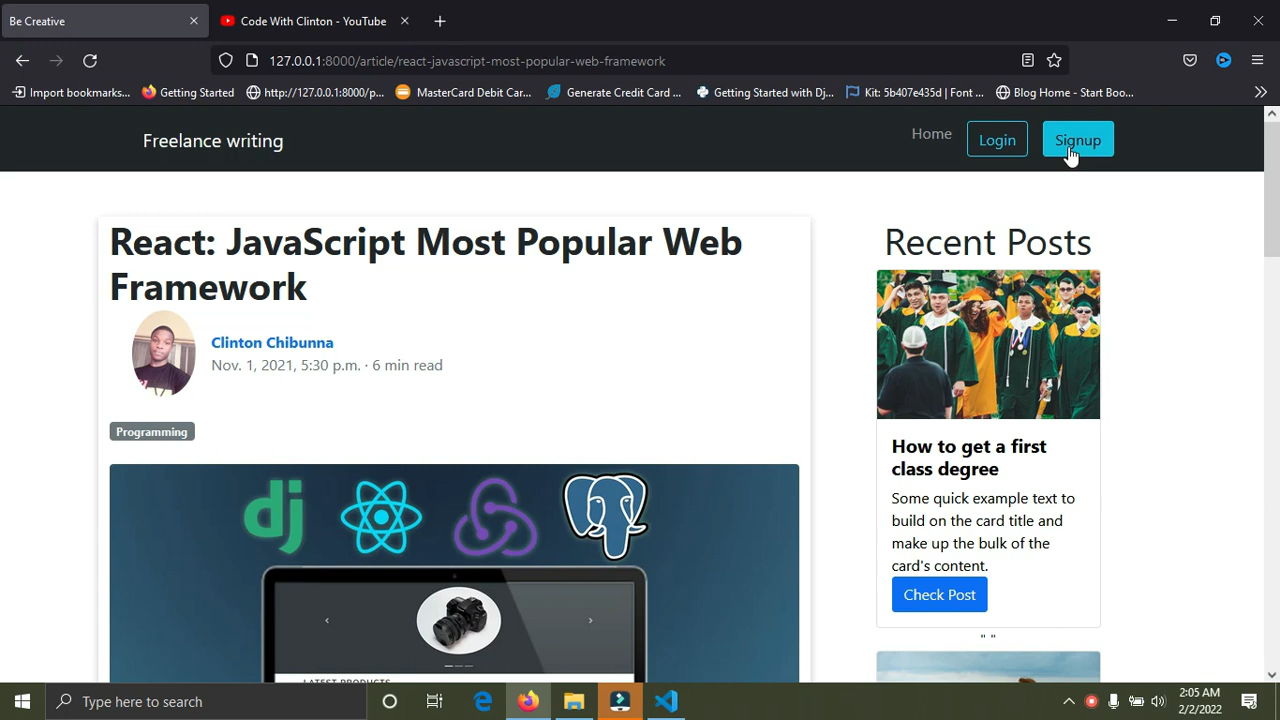 Be Creative
Code With Clinton - YouTube
127.0.0.1:8000/article/react-javascript-most-popular-web-framework
Import bookmarks...
Getting Started
http://127.0.0.1:8000/p...
MasterCard Debit Car...
Generate Credit Card ...
Getting Started with Dj...
Kit: 5b407e435d | Font ...
Blog Home - Start Boo...
Freelance writing
Home
Login
Signup
React: JavaScript Most Popular Web
Framework
Clinton Chibunna
Nov. 1, 2021, 5:30 p.m. · 6 min read
Programming
dj
Recent Posts
How to get a first
class degree
Some quick example text to
build on the card title and
make up the bulk of the
card's content.
Check Post
" "
LATEST PRODUCTS
Type here to search
2:05 AM
2/2/2022